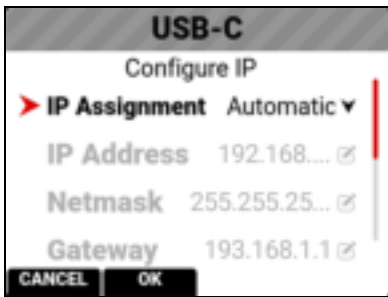 USB-C
Configure IP
IP Assignment Automatic
IP Address 192.168....
Netmask 255.255.25...
Gateway 193.168.1.1
CANCEL OK